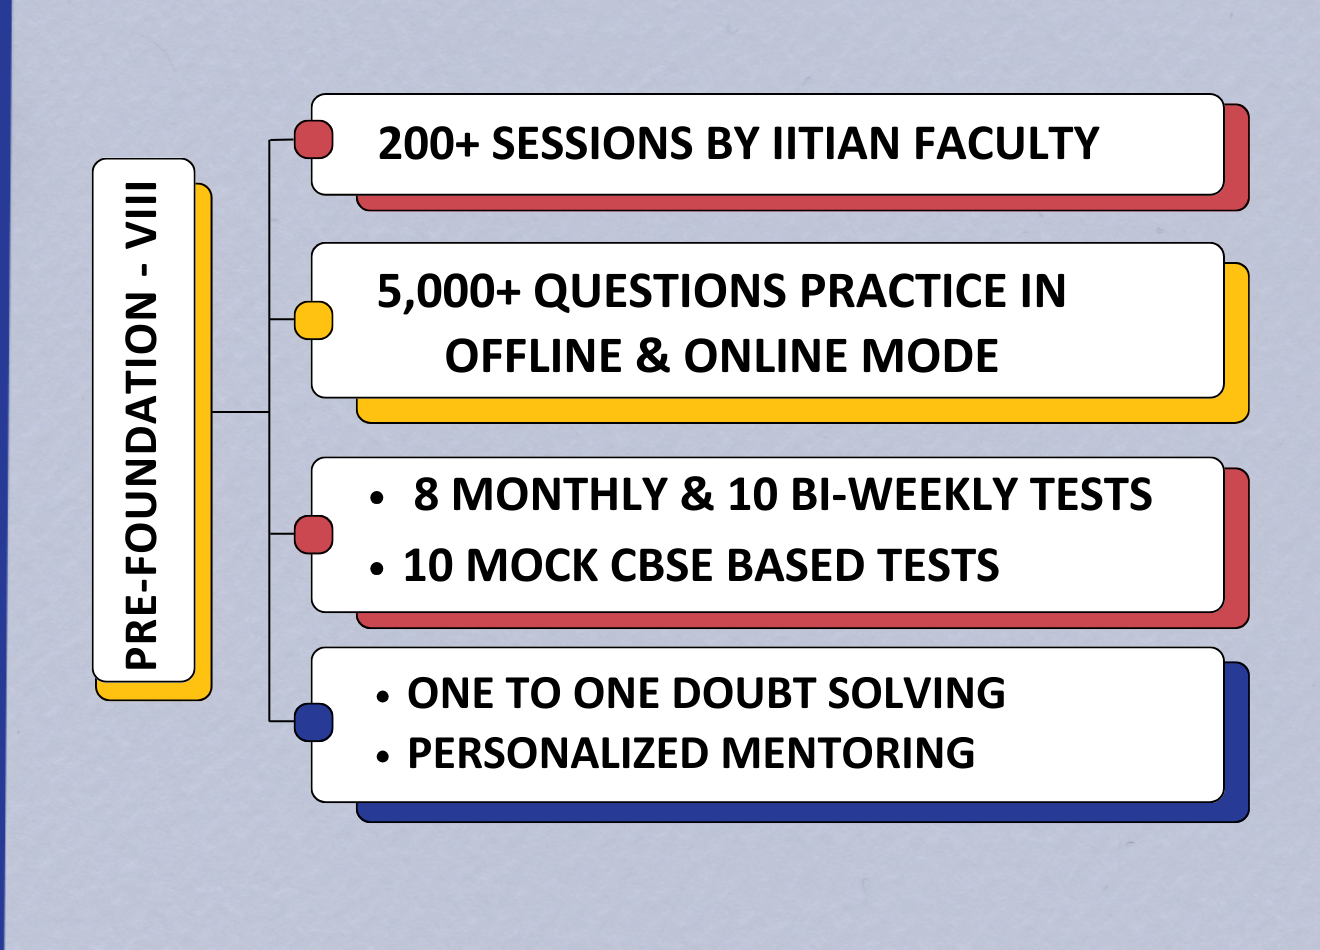 PRE-FOUNDATION - VIII
200+ SESSIONS BY IITIAN FACULTY
5,000+ QUESTIONS PRACTICE IN
OFFLINE & ONLINE MODE
• 8 MONTHLY & 10 BI-WEEKLY TESTS
• 10 MOCK CBSE BASED TESTS
• ONE TO ONE DOUBT SOLVING
• PERSONALIZED MENTORING